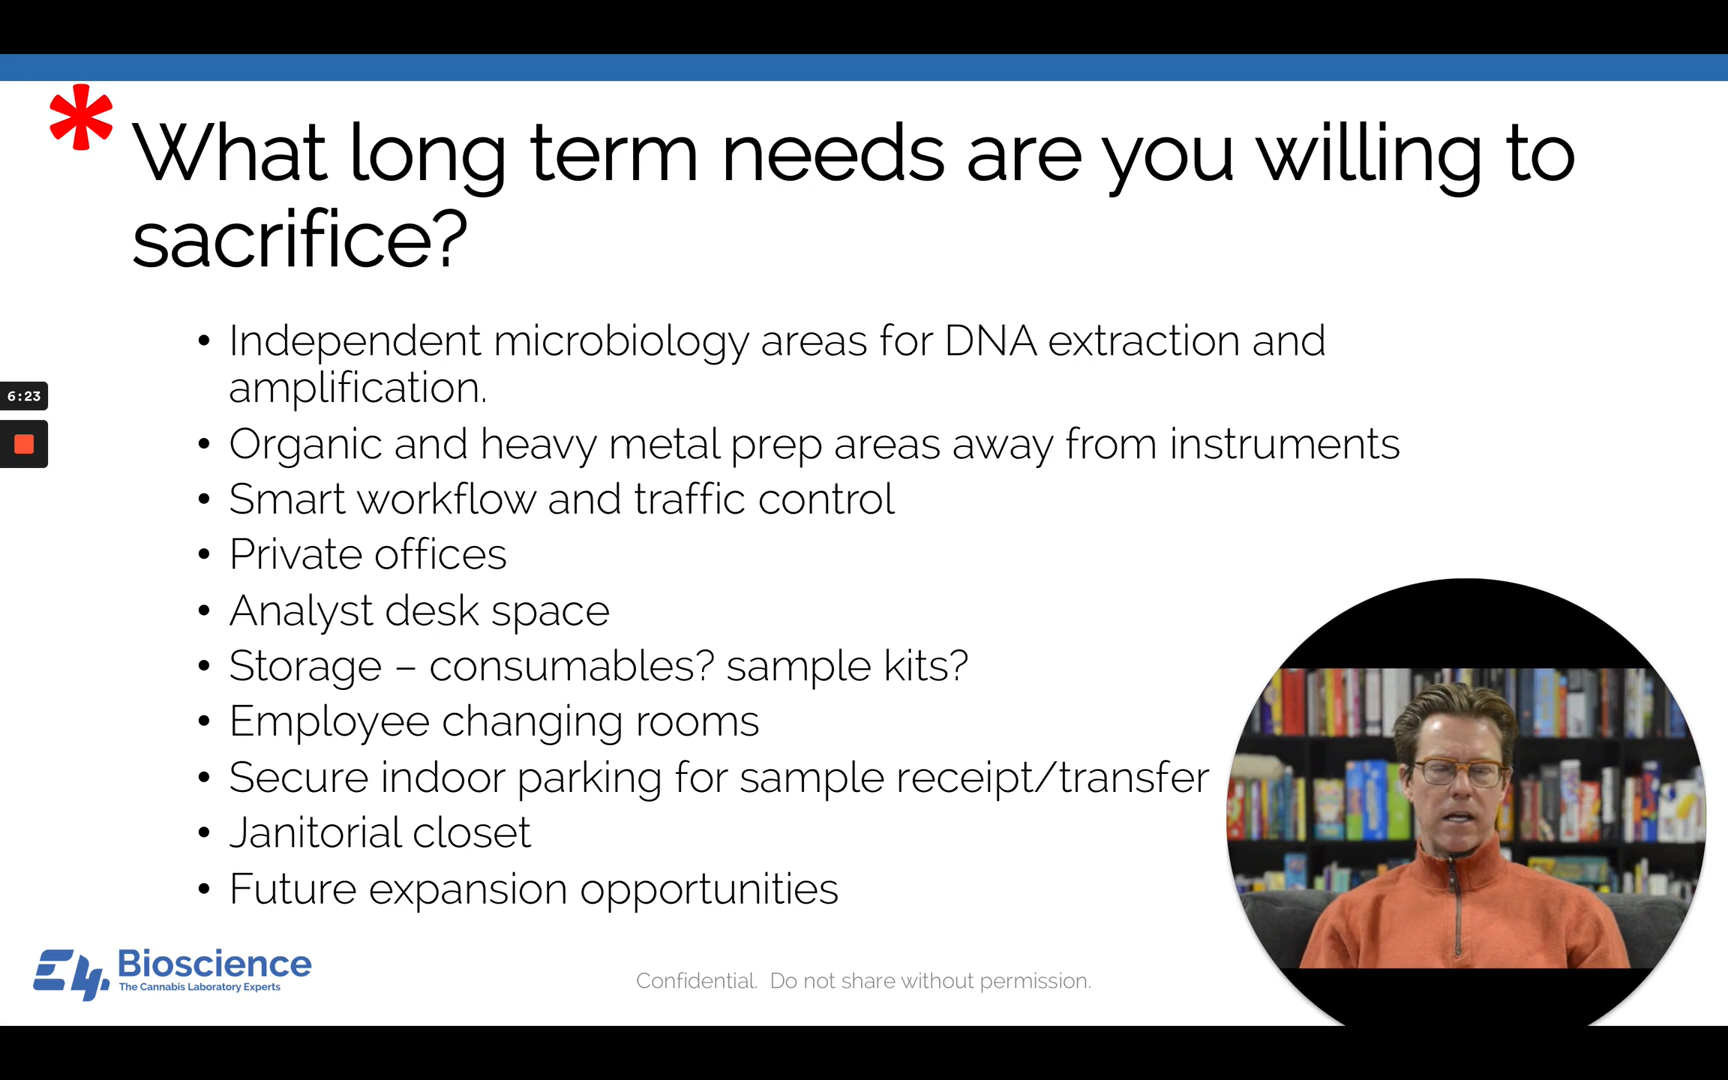 * What long term needs are you willing to
sacrifice?
• Independent microbiology areas for DNA extraction and
amplification.
• Organic and heavy metal prep areas away from instruments
• Smart workflow and traffic control
• Private offices
• Analyst desk space
• Storage – consumables? sample kits?
• Employee changing rooms
• Secure indoor parking for sample receipt/transfer
• Janitorial closet
• Future expansion opportunities
6:23
E4 Bioscience
The Cannabis Laboratory Experts
Confidential. Do not share without permission.